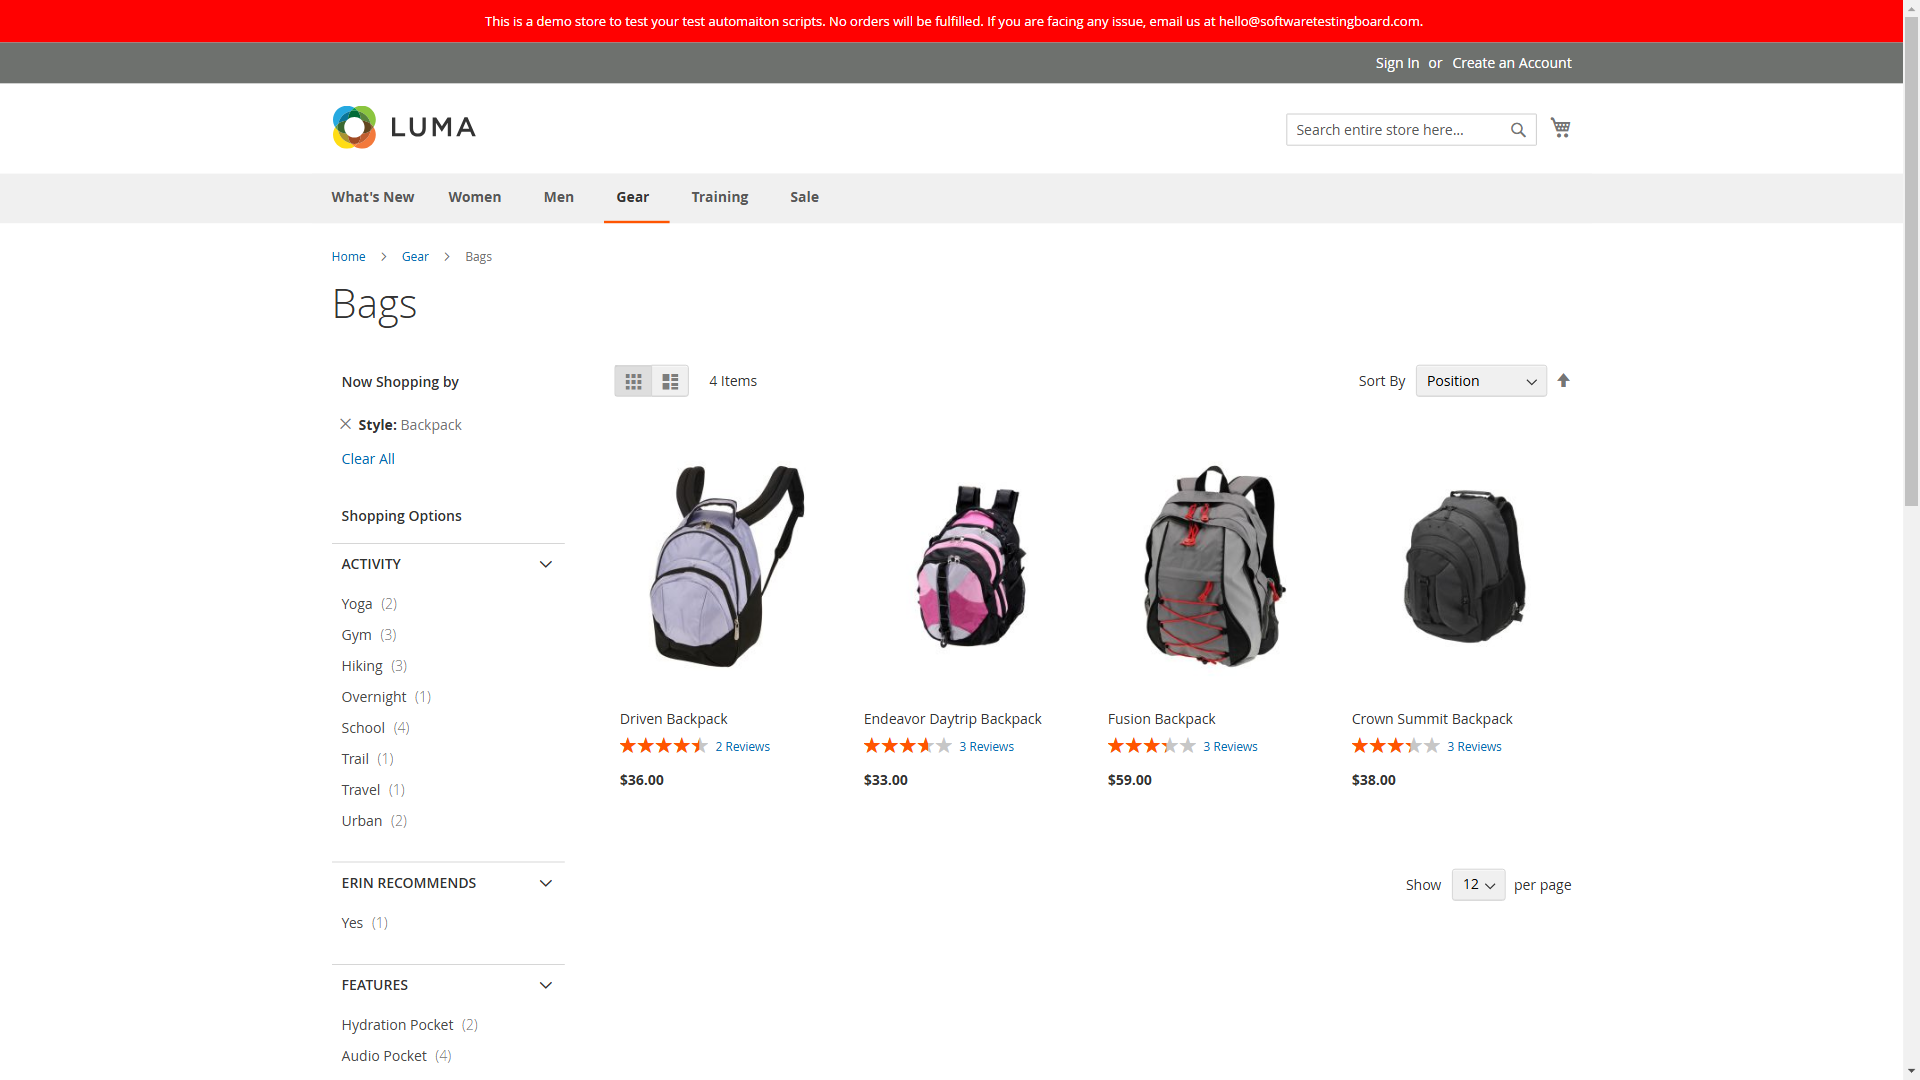 This is a demo store to test your test automaiton scripts. No orders will be fulfilled. If you are facing any issue, email us at hello@softwaretestingboard.com.
Sign In or Create an Account
LUMA
Search entire store here...
What's New Women Men Gear Training Sale
Home > Gear > Bags
Bags
Now Shopping by
Style: Backpack
Clear All
Shopping Options
ACTIVITY
Yoga (2)
Gym (3)
Hiking (3)
Overnight (1)
School (4)
Trail (1)
Travel (1)
Urban (2)
ERIN RECOMMENDS
Yes (1)
FEATURES
Hydration Pocket (2)
Audio Pocket (4)
4 Items
Sort By Position
Driven Backpack
2 Reviews
$36.00
Endeavor Daytrip Backpack
3 Reviews
$33.00
Fusion Backpack
3 Reviews
$59.00
Crown Summit Backpack
3 Reviews
$38.00
Show 12 per page